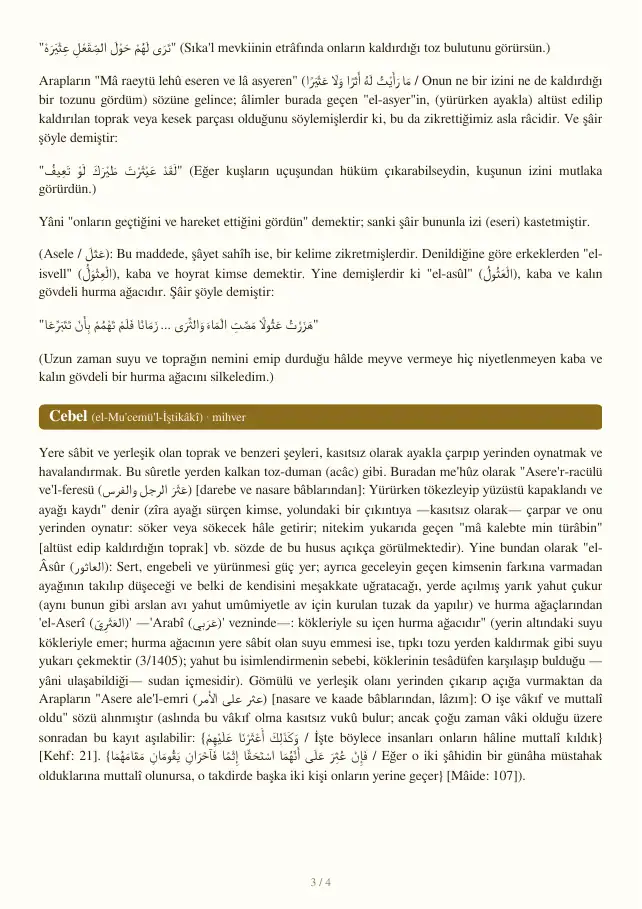 "تَرَى لَهُمْ حَوْلَ الصِّقَعْلِ عِثْيَرَهْ" (Sıka'l mevkiinin etrâfında onların kaldırdığı toz bulutunu görürsün.)
Arapların "Mâ raeytü lehû eseren ve lâ asyeren" (مَا رَأَيْتُ لَهُ أَثَرًا وَلَا عَثْيَرًا / Onun ne bir izini ne de kaldırdığı
bir tozunu gördüm) sözüne gelince; âlimler burada geçen "el-asyer"in, (yürürken ayakla) altüst edilip
kaldırılan toprak veya kesek parçası olduğunu söylemişlerdir ki, bu da zikrettiğimiz asla râcidir. Ve şâir
şöyle demiştir:
"لَقَدْ عَيْثَرْتَ طَيْرَكَ لَوْ تَعِيفُ" (Eğer kuşların uçuşundan hüküm çıkarabilseydin, kuşunun izini mutlaka
görürdün.)
Yâni "onların geçtiğini ve hareket ettiğini gördün" demektir; sanki şâir bununla izi (eseri) kastetmiştir.
(Asele / عَثَلَ): Bu maddede, şâyet sahîh ise, bir kelime zikretmişlerdir. Denildiğine göre erkeklerden "el-
isvell" (الْعِثْوَلُّ), kaba ve hoyrat kimse demektir. Yine demişlerdir ki "el-asûl" (الْعَثُولُ), kaba ve kalın
gövdeli hurma ağacıdır. Şâir şöyle demiştir:
"هَزَزْتُ عَثُولًا مَصَّتِ الْمَاءَ وَالثَّرَى ... زَمَانًا فَلَمْ تَهْمُمْ بِأَنْ تَتَبَرَّعَا"
(Uzun zaman suyu ve toprağın nemini emip durduğu hâlde meyve vermeye hiç niyetlenmeyen kaba ve
kalın gövdeli bir hurma ağacını silkeledim.)
Cebel (el-Mu'cemü'l-İştikâkî) · mihver
Yere sâbit ve yerleşik olan toprak ve benzeri şeyleri, kasıtsız olarak ayakla çarpıp yerinden oynatmak ve
havalandırmak. Bu sûretle yerden kalkan toz-duman (acâc) gibi. Buradan me'hûz olarak "Asere'r-racülü
ve'l-feresü (عَثَرَ الرجل والفرس) [darebe ve nasare bâblarından]: Yürürken tökezleyip yüzüstü kapaklandı ve
ayağı kaydı" denir (zîra ayağı sürçen kimse, yolundaki bir çıkıntıya —kasıtsız olarak— çarpar ve onu
yerinden oynatır: söker veya sökecek hâle getirir; nitekim yukarıda geçen "mâ kalebte min türâbin"
[altüst edip kaldırdığın toprak] vb. sözde de bu husus açıkça görülmektedir). Yine bundan olarak "el-
Âsûr (العاثور): Sert, engebeli ve yürünmesi güç yer; ayrıca geceleyin geçen kimsenin farkına varmadan
ayağının takılıp düşeceği ve belki de kendisini meşakkate uğratacağı, yerde açılmış yarık yahut çukur
(aynı bunun gibi arslan avı yahut umûmiyetle av için kurulan tuzak da yapılır) ve hurma ağaçlarından
'el-Aserî (العَثَرِيّ)' —'Arabî (عَرَبي)' vezninde—: kökleriyle su içen hurma ağacıdır" (yerin altındaki suyu
kökleriyle emer; hurma ağacının yere sâbit olan suyu emmesi ise, tıpkı tozu yerden kaldırmak gibi suyu
yukarı çekmektir (3/1405); yahut bu isimlendirmenin sebebi, köklerinin tesâdüfen karşılaşıp bulduğu —
yâni ulaşabildiği— sudan içmesidir). Gömülü ve yerleşik olanı yerinden çıkarıp açığa vurmaktan da
Arapların "Asere ale'l-emri (عثر على الأمر) [nasare ve kaade bâblarından, lâzım]: O işe vâkıf ve muttalî
oldu" sözü alınmıştır (aslında bu vâkıf olma kasıtsız vukû bulur; ancak çoğu zaman vâki olduğu üzere
sonradan bu kayıt aşılabilir: {وَكَذَٰلِكَ أَعْثَرْنَا عَلَيْهِمْ / İşte böylece insanları onların hâline muttalî kıldık}
[Kehf: 21]. {فَإِنْ عُثِرَ عَلَى أَنَّهُمَا اسْتَحَقَّا إِثْمًا فَآخَرَانِ يَقُومَانِ مَقَامَهُمَا / Eğer o iki şâhidin bir günâha müstahak
olduklarına muttalî olunursa, o takdirde başka iki kişi onların yerine geçer} [Mâide: 107]).
3 / 4